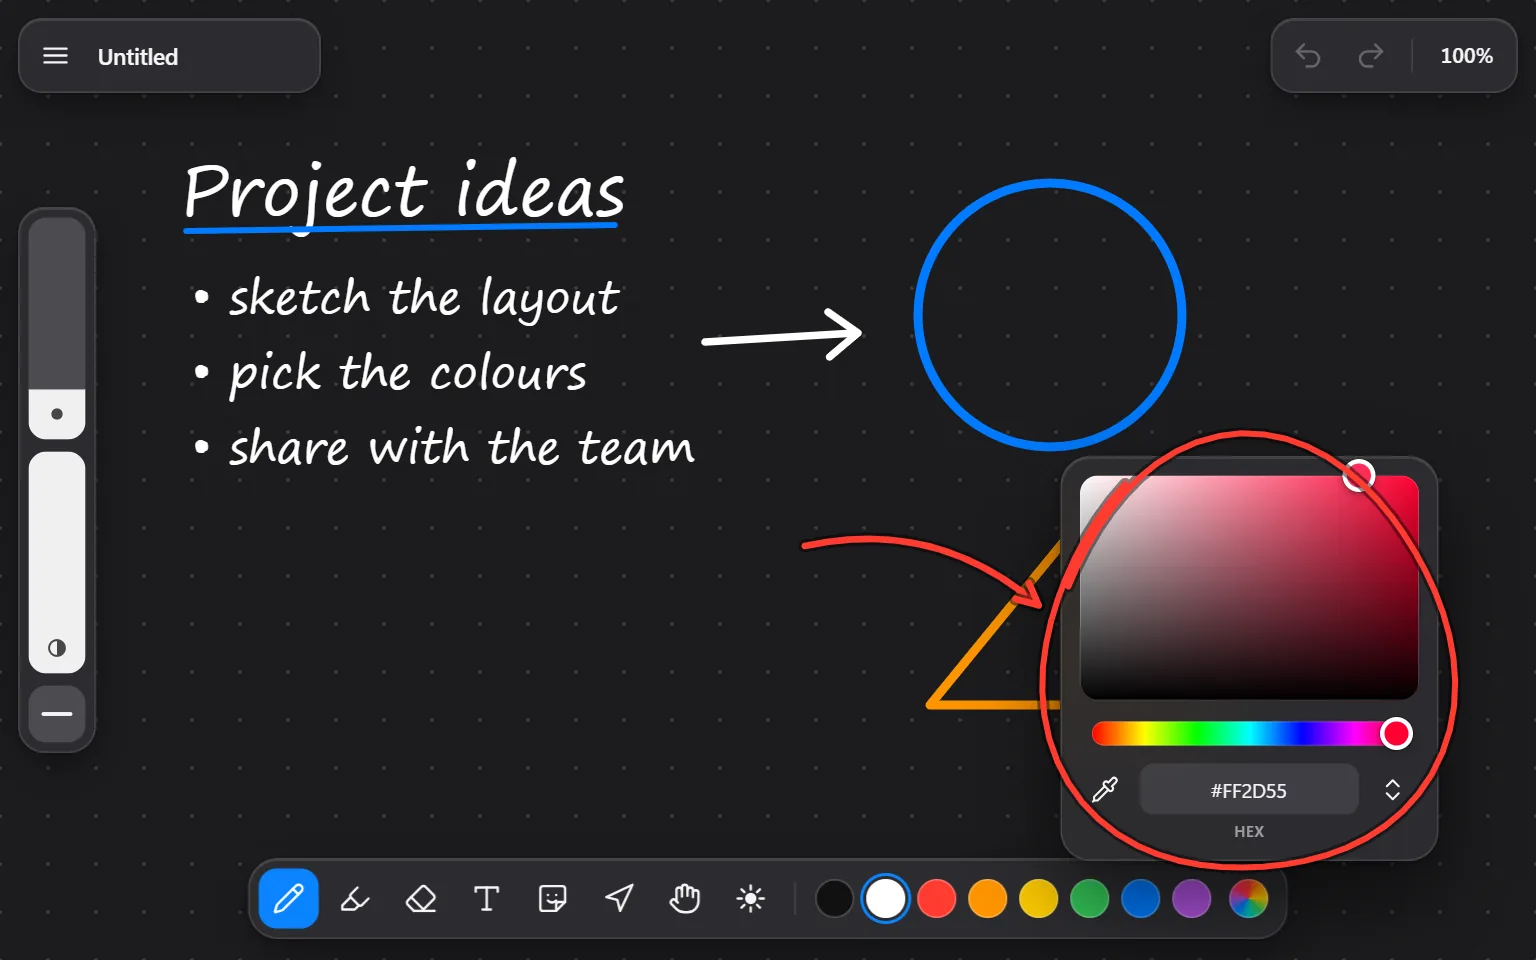 Untitled
100%
Project ideas
• sketch the layout
• pick the colours
• share with the team
#FF2D55
HEX